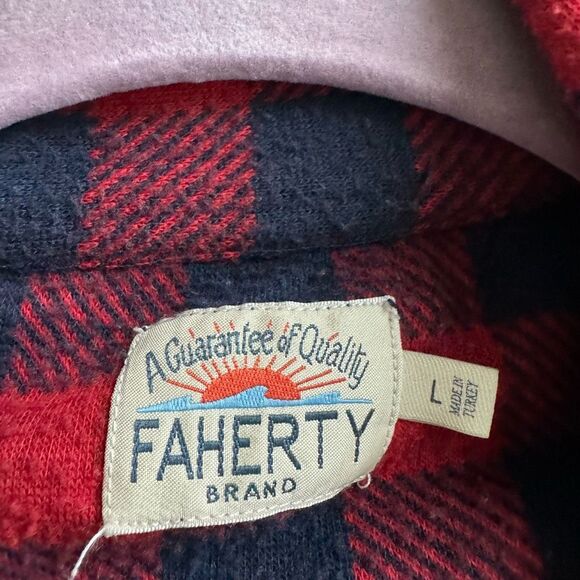 A Guarantee of Quality
FAHERTY
BRAND
L
MADE IN
TURKEY